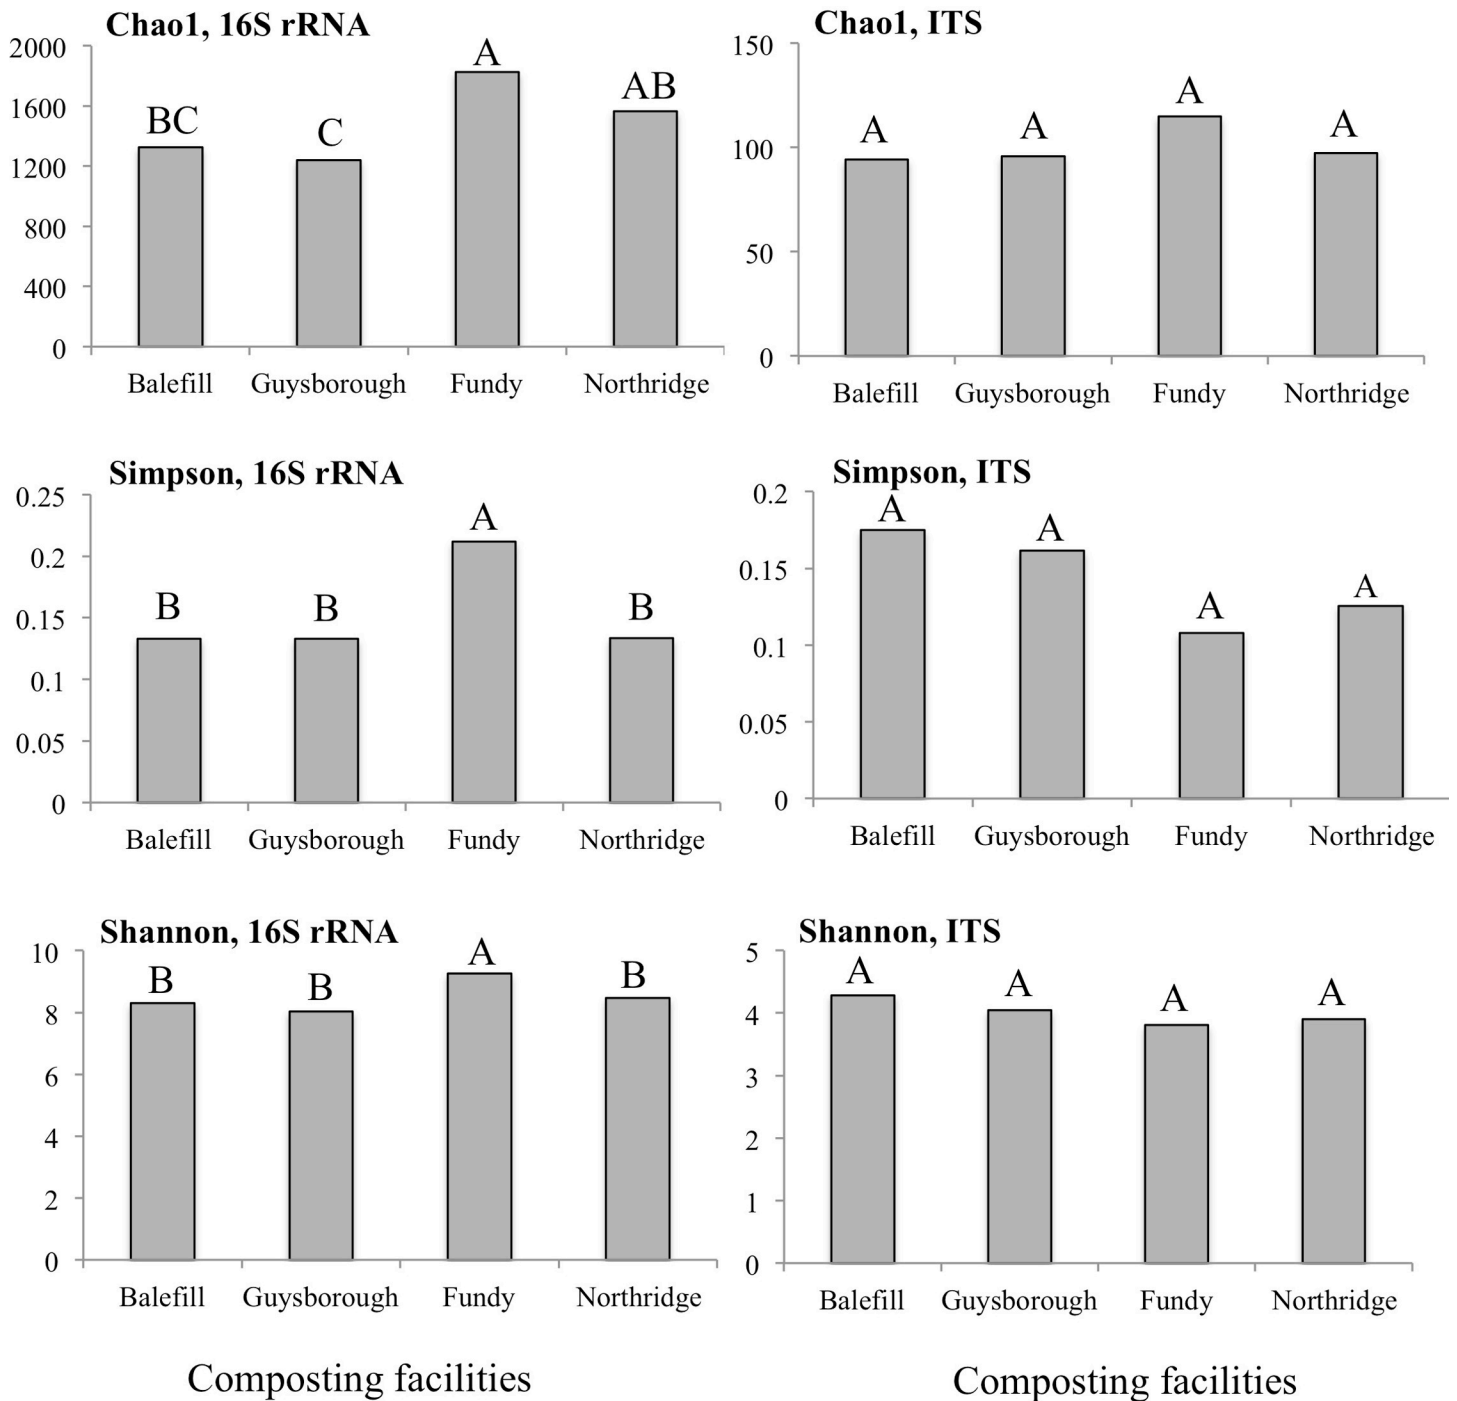 Chao1, 16S rRNA
2000
1600
1200
800
400
0
BC
C
A
AB
Balefill
Guysborough
Fundy
Northridge
Chao1, ITS
150
100
50
0
A
A
A
A
Balefill
Guysborough
Fundy
Northridge
Simpson, 16S rRNA
0.25
0.2
0.15
0.1
0.05
0
B
B
A
B
Balefill
Guysborough
Fundy
Northridge
Simpson, ITS
0.2
0.15
0.1
0.05
0
A
A
A
A
Balefill
Guysborough
Fundy
Northridge
Shannon, 16S rRNA
10
8
6
4
2
0
B
B
A
B
Balefill
Guysborough
Fundy
Northridge
Composting facilities
Shannon, ITS
5
4
3
2
1
0
A
A
A
A
Balefill
Guysborough
Fundy
Northridge
Composting facilities